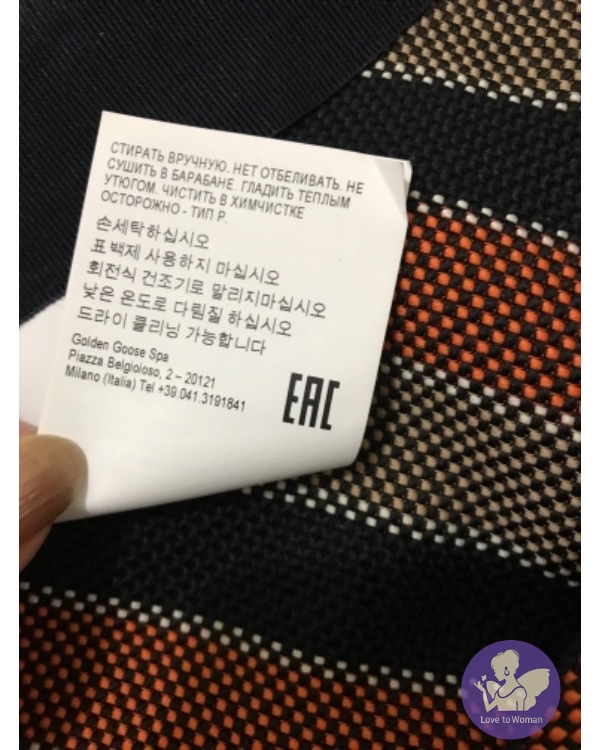 СТИРАТЬ ВРУЧНУЮ. НЕТ ОТБЕЛИВАТЬ. НЕ
СУШИТЬ В БАРАБАНЕ. ГЛАДИТЬ ТЕПЛЫМ
УТЮГОМ. ЧИСТИТЬ В ХИМЧИСТКЕ
ОСТОРОЖНО - ТИП P.
손세탁하십시오
표백제 사용하지 마십시오
회전식 건조기로 말리지마십시오
낮은 온도로 다림질 하십시오
드라이 클리닝 가능합니다
Golden Goose Spa
Piazza Belgioioso, 2 – 20121
Milano (Italia) Tel +39.041.3191841
EAC
Love to Woman